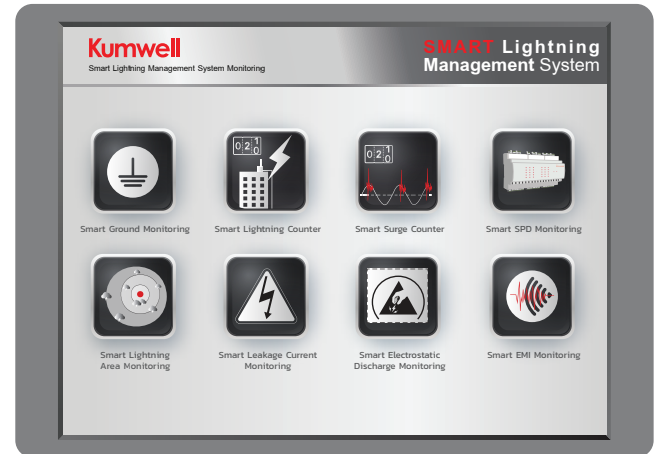 Kumwell
Smart Lightning Management System Monitoring
SMART Lightning
Management System
021
0
021
0
Smart Ground Monitoring
Smart Lightning Counter
Smart Surge Counter
Smart SPD Monitoring
Smart Lightning
Area Monitoring
Smart Leakage Current
Monitoring
Smart Electrostatic
Discharge Monitoring
Smart EMI Monitoring